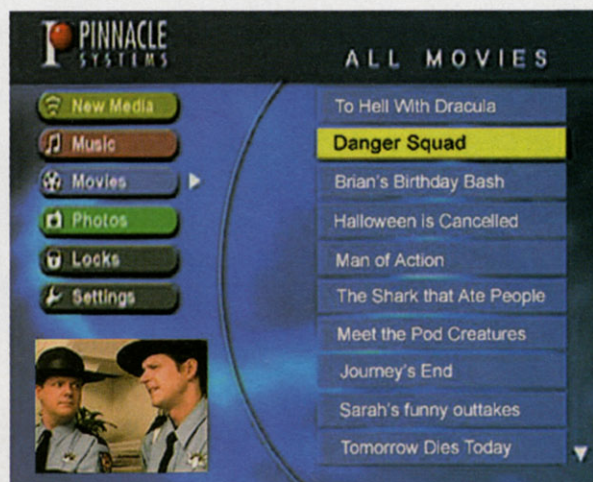 PINNACLE
SYSTEMS
ALL MOVIES
New Media
Music
Movies
Photos
Locks
Settings
To Hell With Dracula
Danger Squad
Brian's Birthday Bash
Halloween is Cancelled
Man of Action
The Shark that Ate People
Meet the Pod Creatures
Journey's End
Sarah's funny outtakes
Tomorrow Dies Today